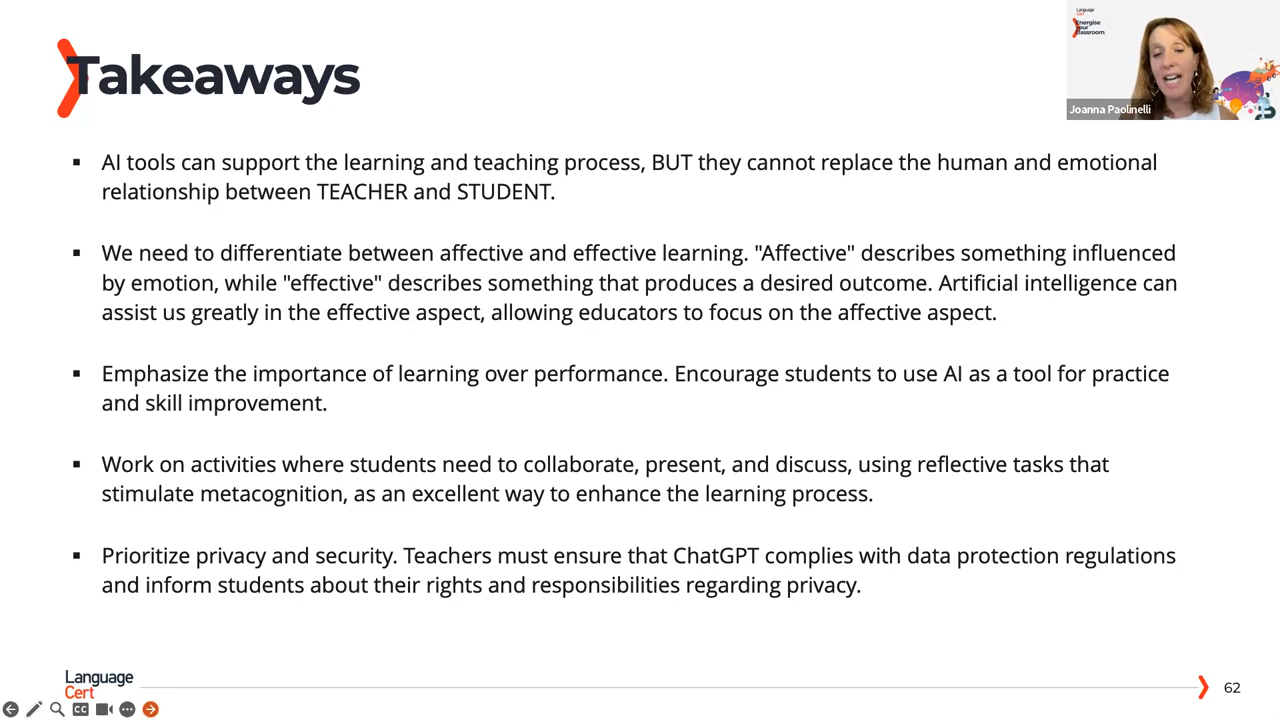 Takeaways
Language
Cert
Energise
your
classroom
Joanna Paolinelli
▪ AI tools can support the learning and teaching process, BUT they cannot replace the human and emotional
relationship between TEACHER and STUDENT.
▪ We need to differentiate between affective and effective learning. "Affective" describes something influenced
by emotion, while "effective" describes something that produces a desired outcome. Artificial intelligence can
assist us greatly in the effective aspect, allowing educators to focus on the affective aspect.
▪ Emphasize the importance of learning over performance. Encourage students to use AI as a tool for practice
and skill improvement.
▪ Work on activities where students need to collaborate, present, and discuss, using reflective tasks that
stimulate metacognition, as an excellent way to enhance the learning process.
▪ Prioritize privacy and security. Teachers must ensure that ChatGPT complies with data protection regulations
and inform students about their rights and responsibilities regarding privacy.
Language
Cert
62
CC